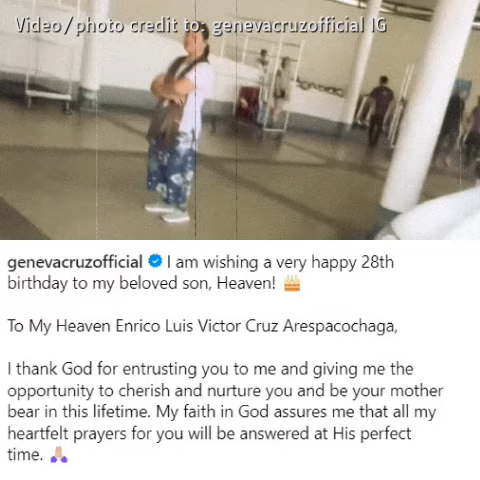 Video/photo credit to: genevacruzofficial IG
genevacruzofficial I am wishing a very happy 28th
birthday to my beloved son, Heaven! 🎂
To My Heaven Enrico Luis Victor Cruz Arespacochaga,
I thank God for entrusting you to me and giving me the
opportunity to cherish and nurture you and be your mother
bear in this lifetime. My faith in God assures me that all my
heartfelt prayers for you will be answered at His perfect
time. 🙏🏼